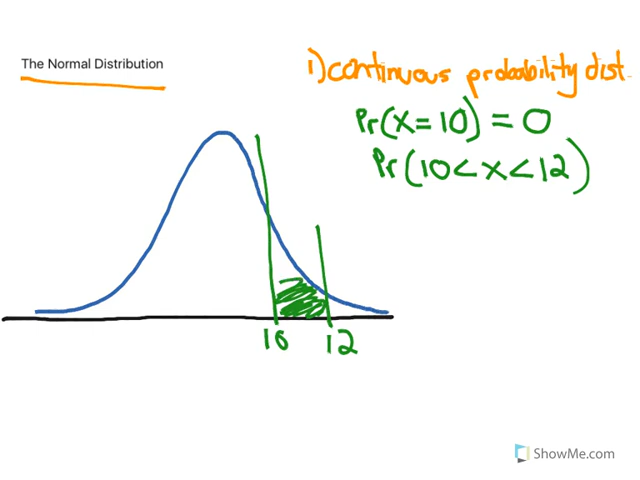 The Normal Distribution
1) continuous probability dist.
Pr(x=10) = 0
Pr(10<x<12)
10
12
ShowMe.com